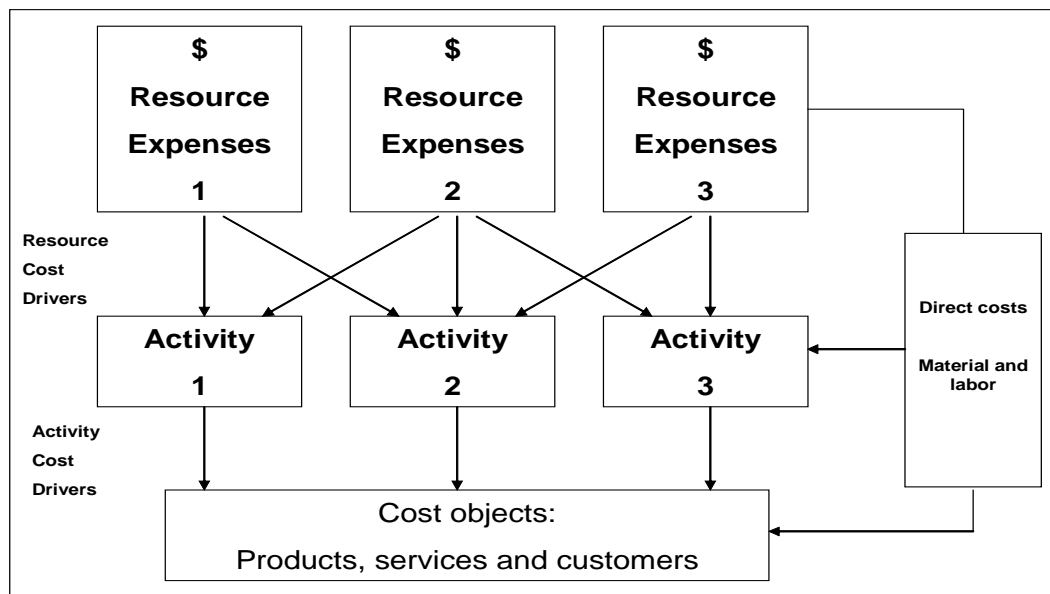 $
Resource
Expenses
1
$
Resource
Expenses
2
$
Resource
Expenses
3
Resource
Cost
Drivers
Direct costs
Material and
labor
Activity
1
Activity
2
Activity
3
Activity
Cost
Drivers
Cost objects:
Products, services and customers